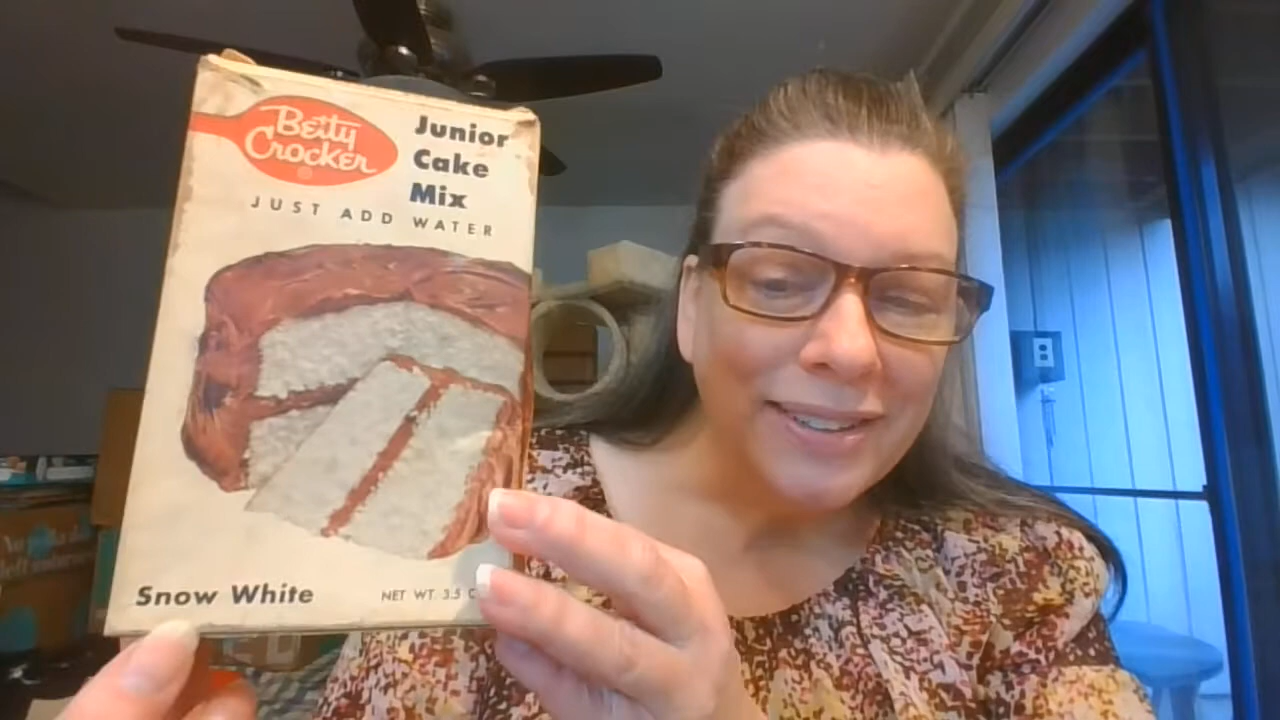 Betty
Crocker
Junior
Cake
Mix
JUST ADD WATER
Snow White
NET WT. 3.5